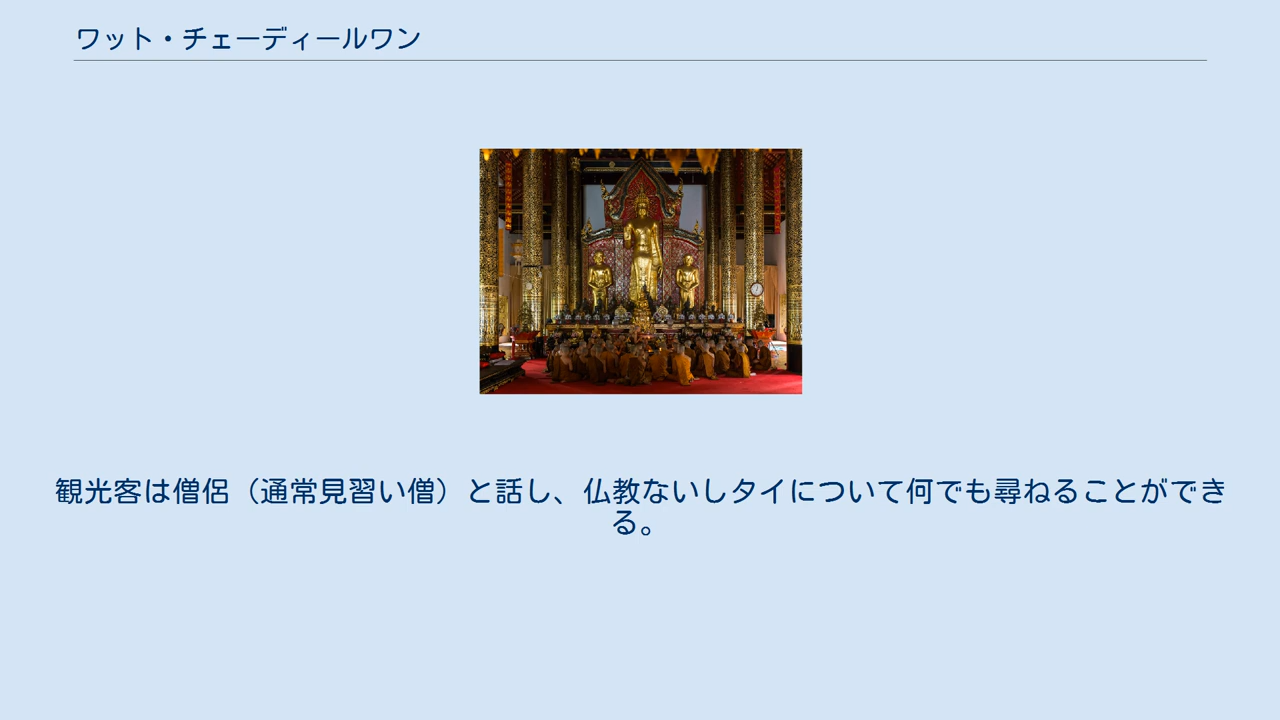 ワット・チェーディールワン
観光客は僧侶（通常見習い僧）と話し、仏教ないしタイについて何でも尋ねることができ
る。